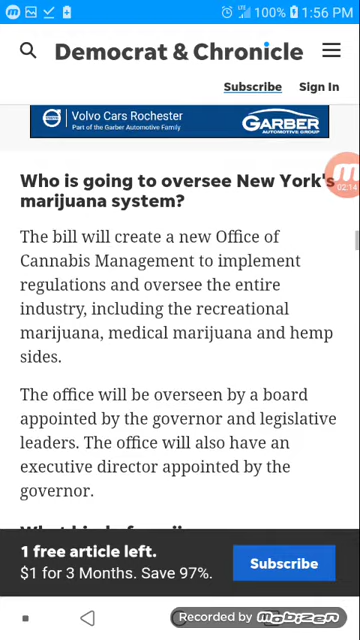 100% 1:56 PM
Democrat & Chronicle
Subscribe Sign In
Volvo Cars Rochester
Part of the Garber Automotive Family
GARBER
AUTOMOTIVE GROUP
Who is going to oversee New York's
marijuana system?
02:14
The bill will create a new Office of
Cannabis Management to implement
regulations and oversee the entire
industry, including the recreational
marijuana, medical marijuana and hemp
sides.
The office will be overseen by a board
appointed by the governor and legislative
leaders. The office will also have an
executive director appointed by the
governor.
1 free article left.
$1 for 3 Months. Save 97%.
Subscribe
Recorded by mobizen